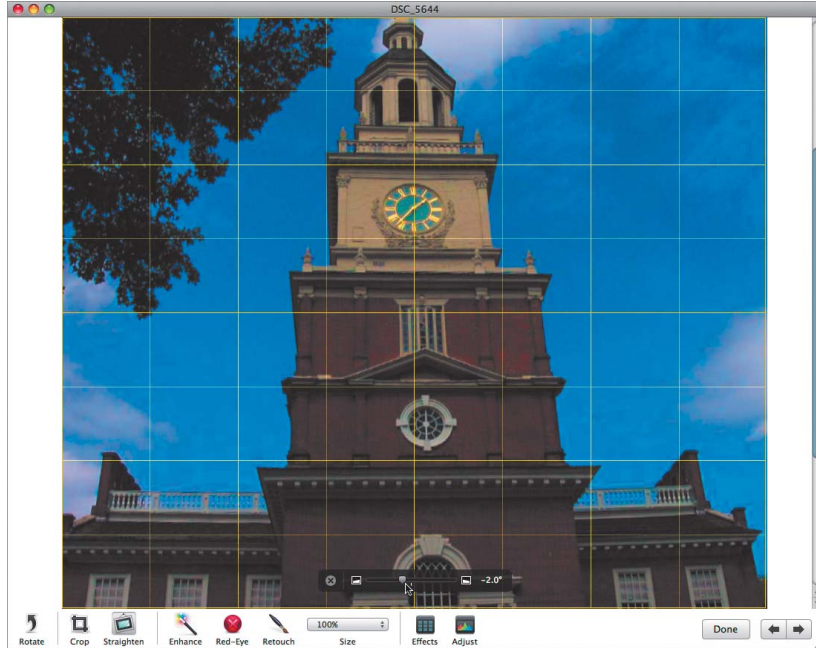 DSC_5644
-2.0°
100%
Done
Rotate
Crop
Straighten
Enhance
Red-Eye
Retouch
Size
Effects
Adjust